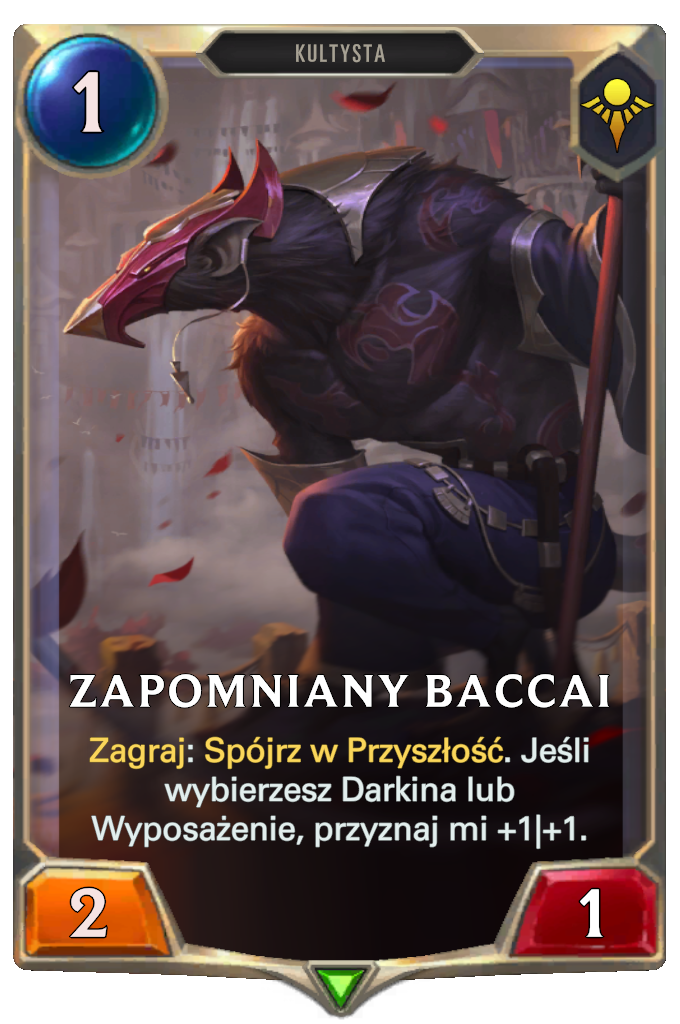 1
KULTYSTA
ZAPOMNIANY BACCAI
Zagraj: Spójrz w Przyszłość. Jeśli
wybierzesz Darkina lub
Wyposażenie, przyznaj mi +1|+1.
2
1